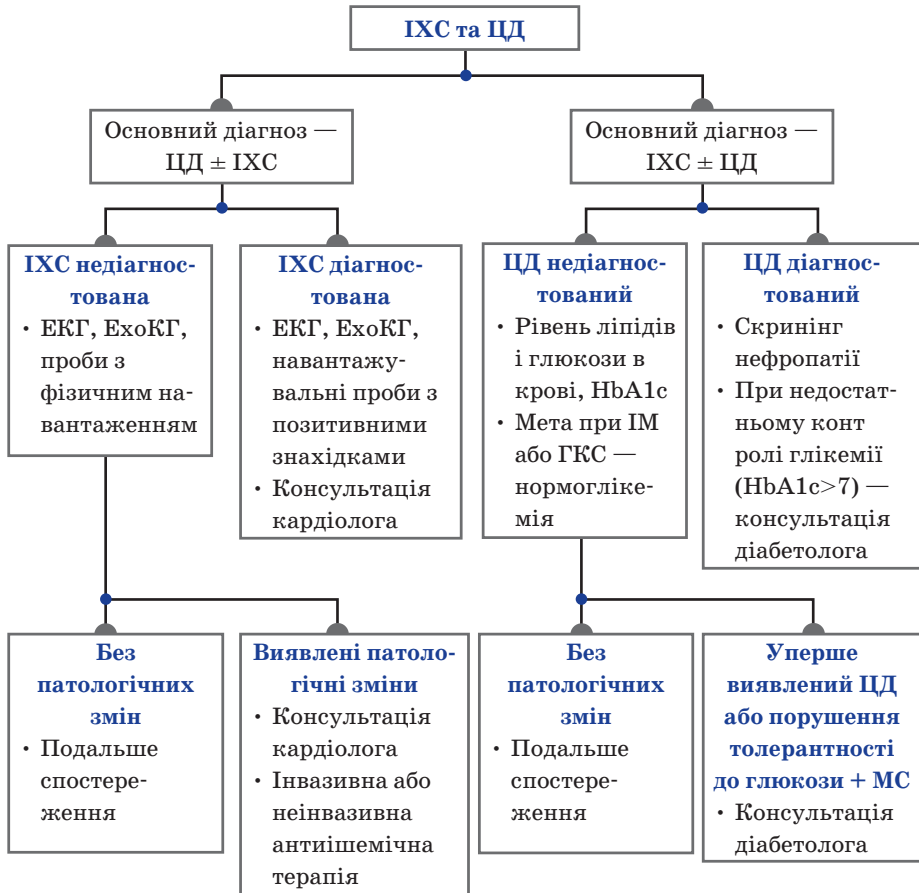 ІХС та ЦД
Основний діагноз —
ЦД ± ІХС
Основний діагноз —
ІХС ± ЦД
ІХС недіагнос-
тована
· ЕКГ, ЕхоКГ,
проби з
фізичним на-
вантаженням
ІХС діагнос-
тована
· ЕКГ, ЕхоКГ,
навантажу-
вальні проби з
позитивними
знахідками
· Консультація
кардіолога
ЦД недіагнос-
тований
· Рівень ліпідів
і глюкози в
крові, HbA1c
· Мета при ІМ
або ГКС —
нормогліке-
мія
ЦД діагнос-
тований
· Скринінг
нефропатії
· При недостат-
ньому конт
ролі глікемії
(HbA1c>7) —
консультація
діабетолога
Без
патологічних
змін
· Подальше
спостере-
ження
Виявлені патоло-
гічні зміни
· Консультація
кардіолога
· Інвазивна або
неінвазивна
антиішемічна
терапія
Без
патологічних
змін
· Подальше
спостере-
ження
Уперше
виявлений ЦД
або порушення
толерантності
до глюкози + МС
· Консультація
діабетолога